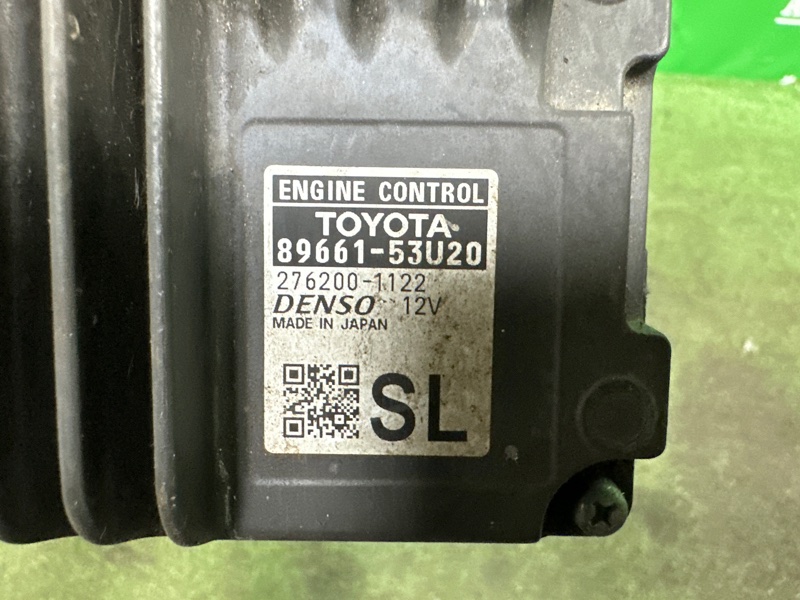 ENGINE CONTROL
TOYOTA
89661-53U20
276200-1122
DENSO 12V
MADE IN JAPAN
SL